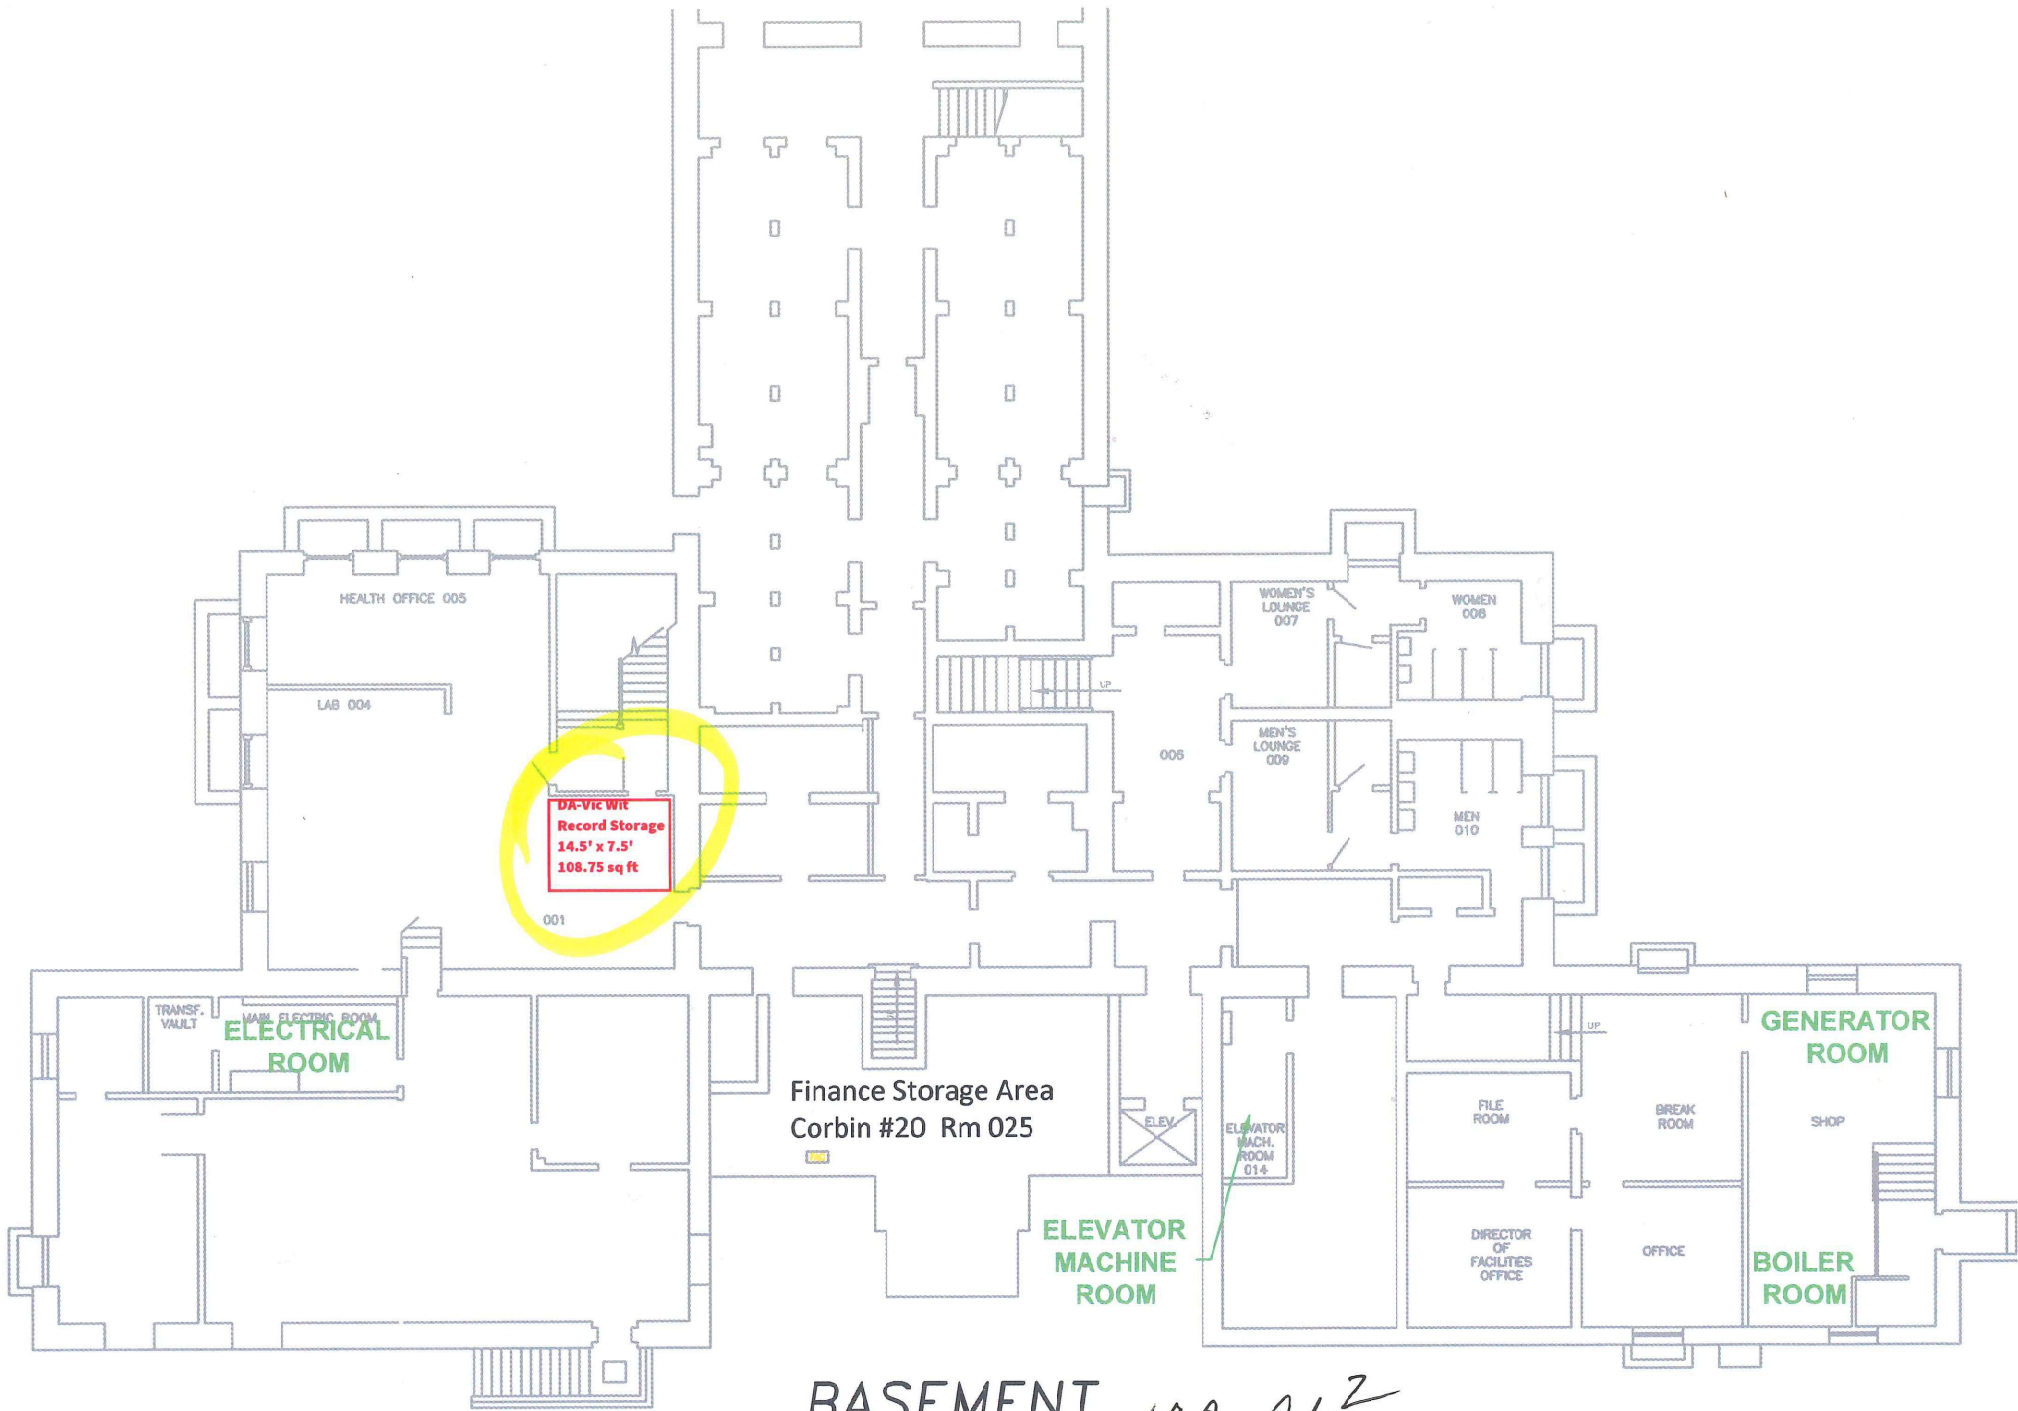 HEALTH OFFICE 005
LAB 004
WOMEN'S
LOUNGE
007
WOMEN
008
UP
MEN'S
LOUNGE
009
006
MEN
010
DA-Vic Wit
Record Storage
14.5' x 7.5'
108.75 sq ft
001
TRANSF.
VAULT
MAIN ELECTRIC ROOM
ELECTRICAL
ROOM
Finance Storage Area
Corbin #20 Rm 025
ELEV.
ELEVATOR
MACH.
ROOM
014
ELEVATOR
MACHINE
ROOM
UP
FILE
ROOM
BREAK
ROOM
GENERATOR
ROOM
SHOP
DIRECTOR
OF
FACILITIES
OFFICE
OFFICE
BOILER
ROOM
BASEMENT